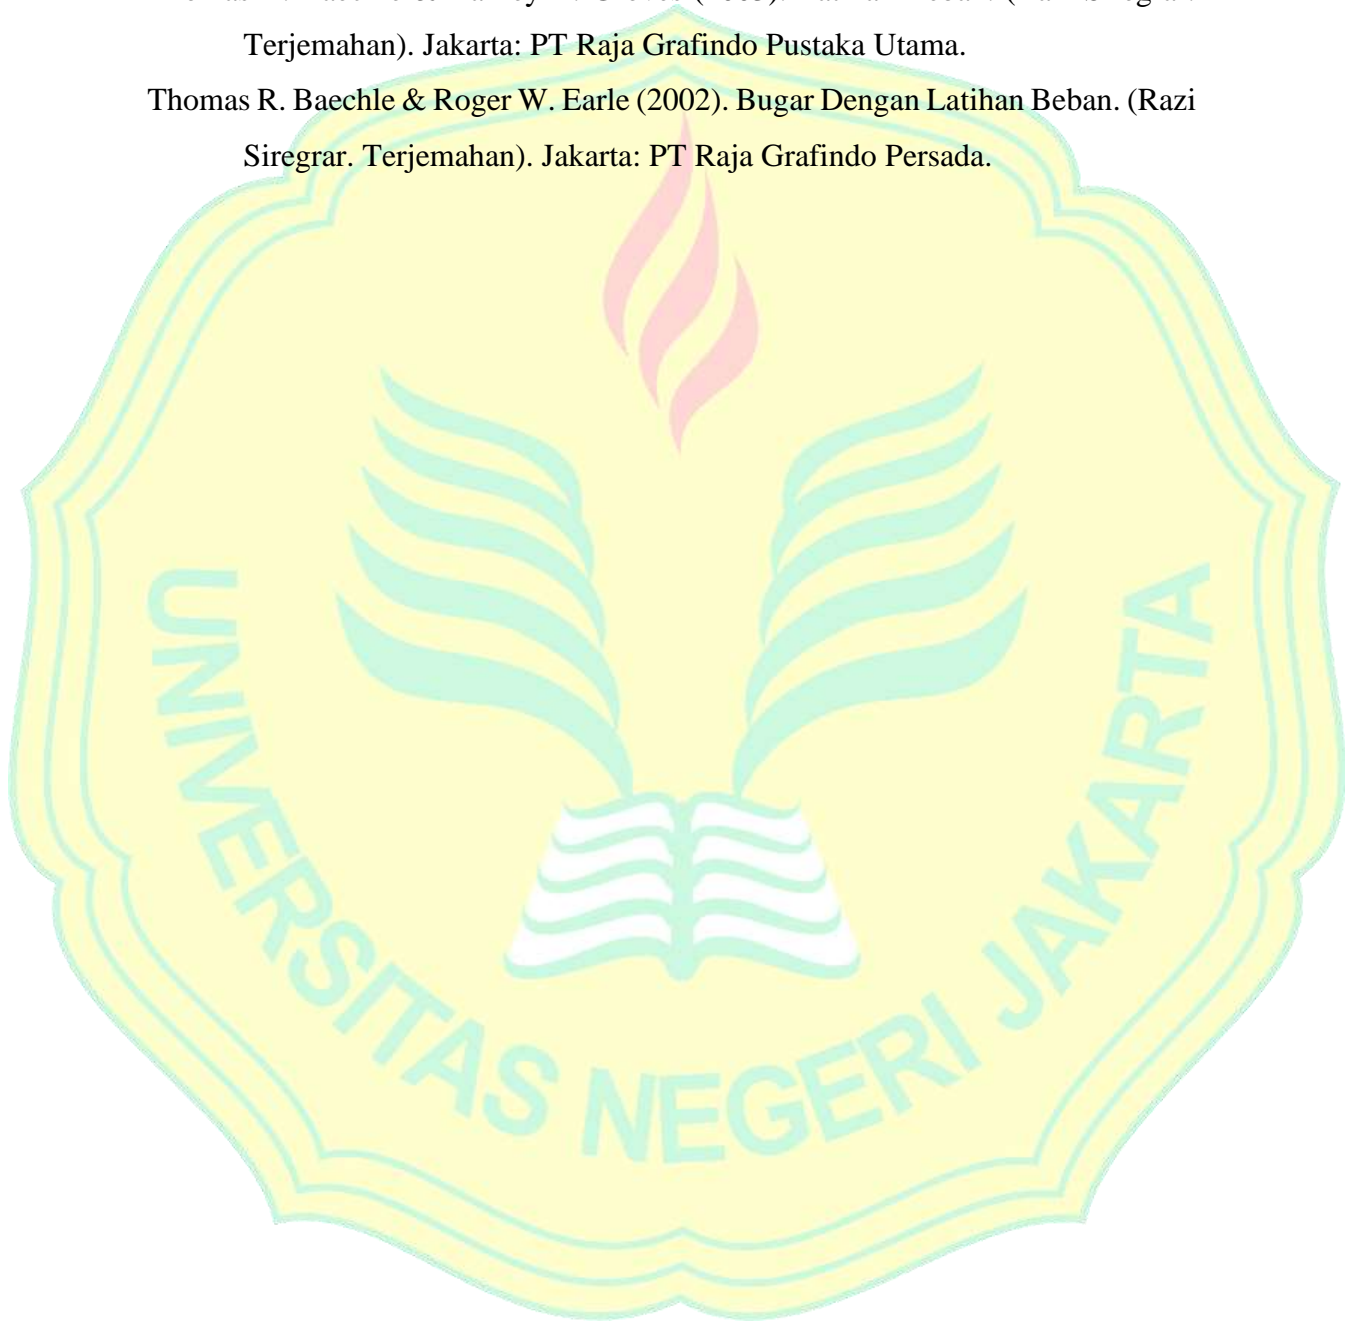 Terjemahan). Jakarta: PT Raja Grafindo Pustaka Utama.
Thomas R. Baechle & Roger W. Earle (2002). Bugar Dengan Latihan Beban. (Razi
Siregrar. Terjemahan). Jakarta: PT Raja Grafindo Persada.
UNIVERSITAS NEGERI JAKARTA